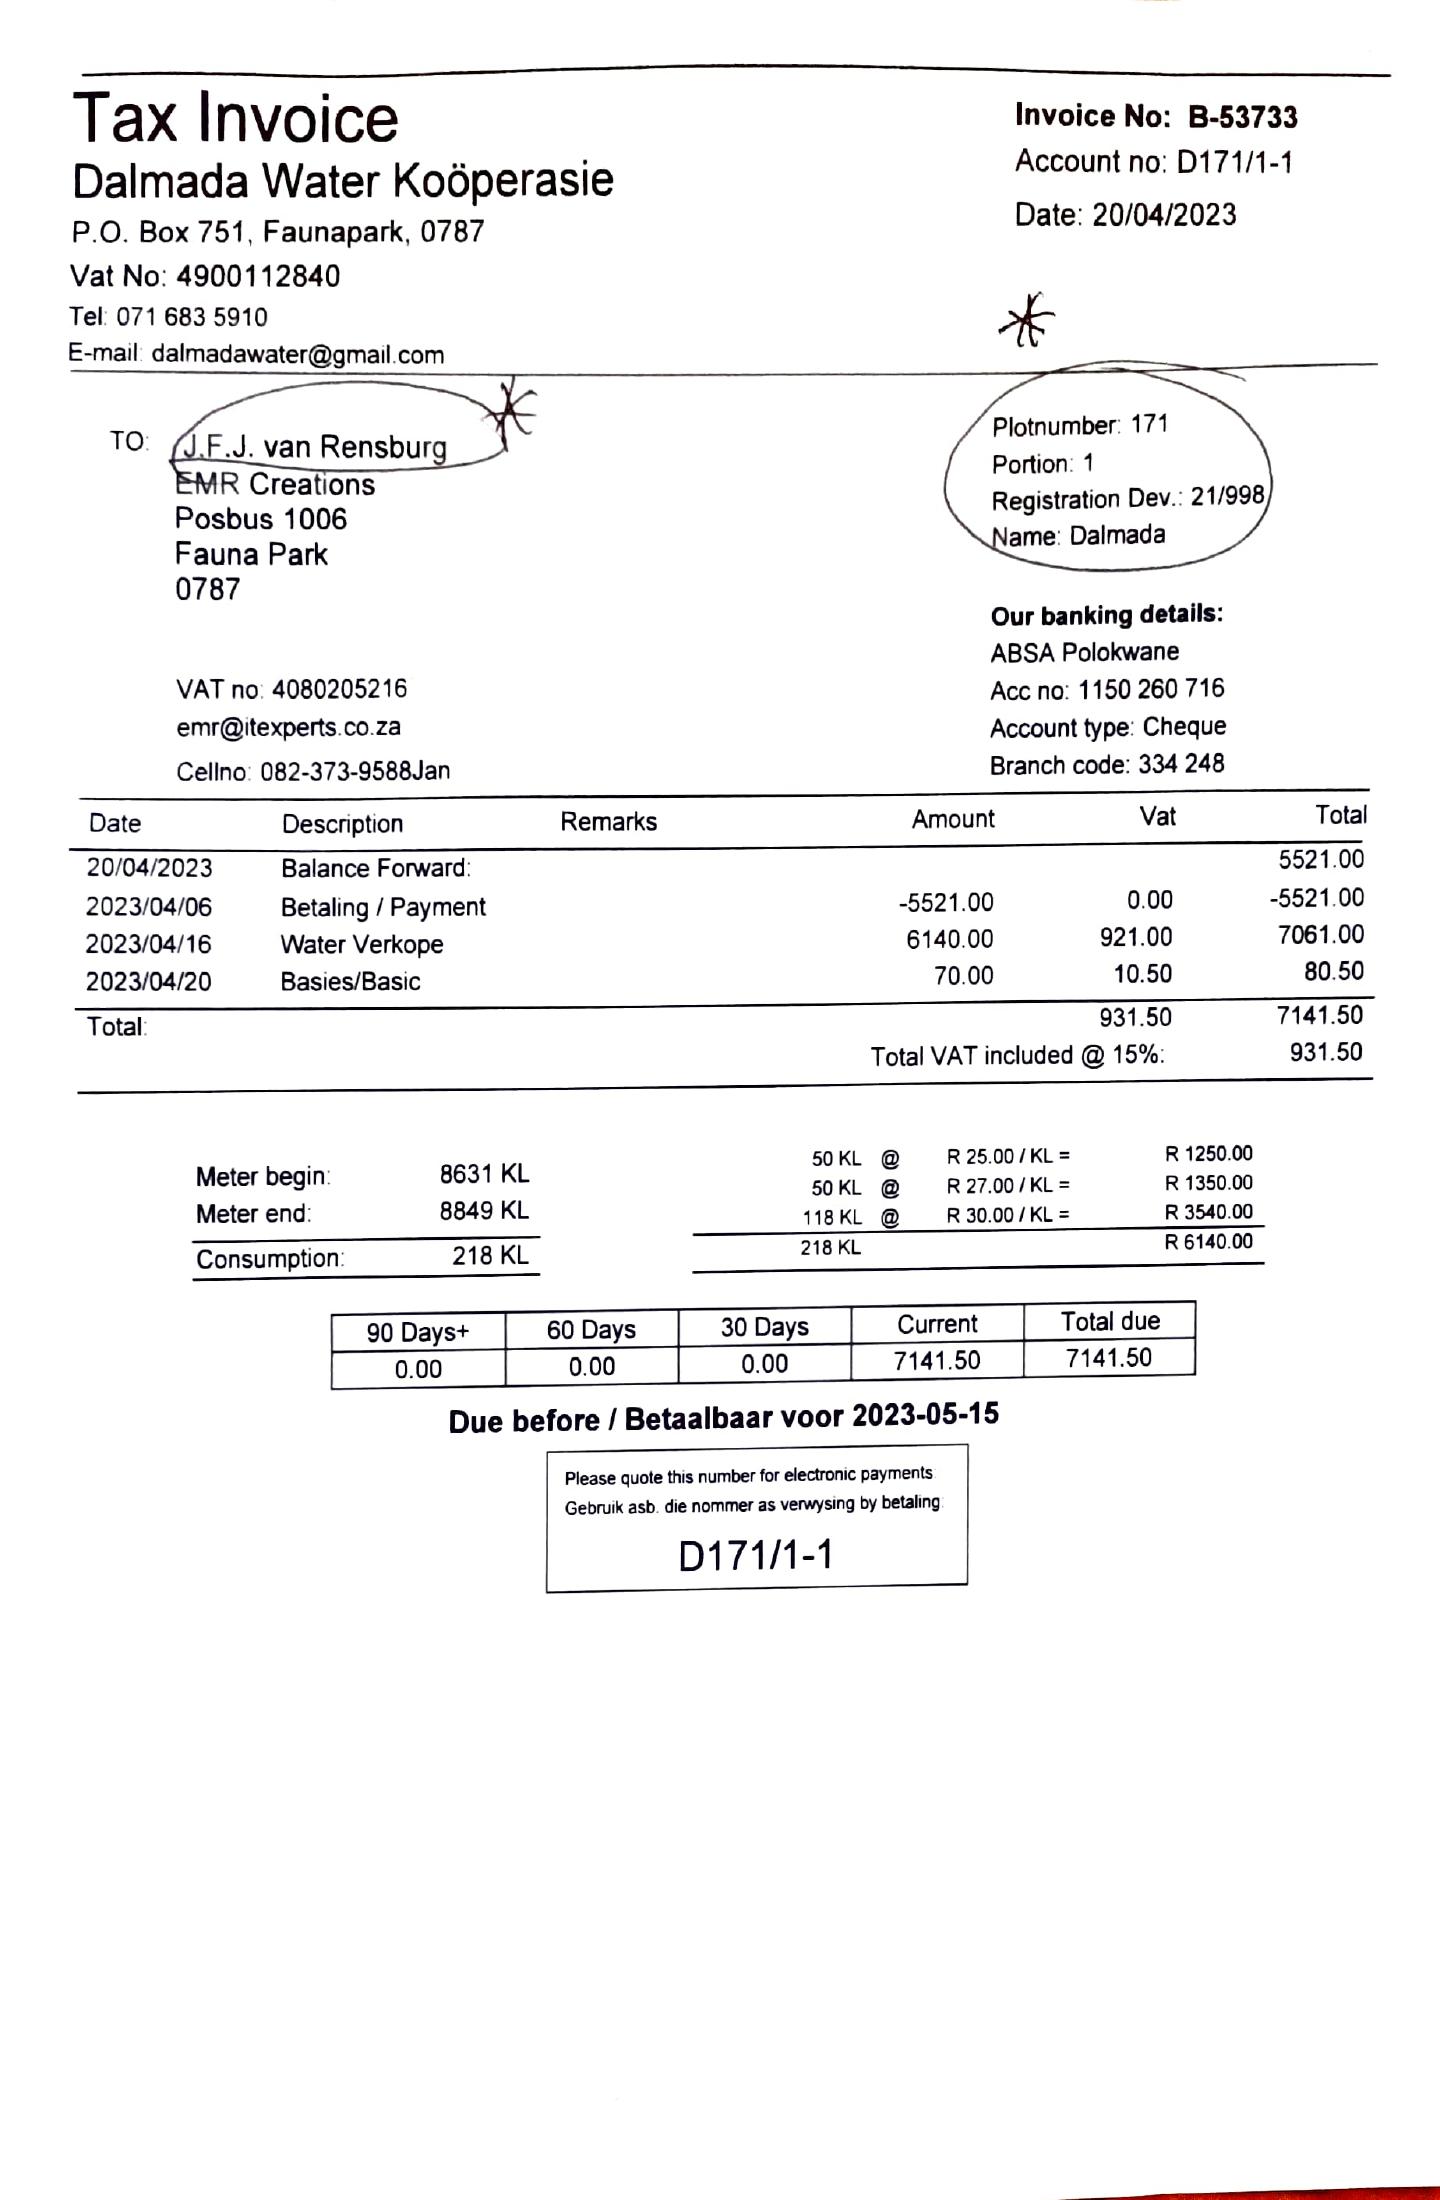 Tax Invoice
Dalmada Water Koöperasie
P.O. Box 751, Faunapark, 0787
Vat No: 4900112840
Tel: 071 683 5910
E-mail: dalmadawater@gmail.com
Invoice No: B-53733
Account no: D171/1-1
Date: 20/04/2023
TO: J.F.J. van Rensburg
EMR Creations
Posbus 1006
Fauna Park
0787
VAT no: 4080205216
emr@itexperts.co.za
Cellno: 082-373-9588Jan
Plotnumber: 171
Portion: 1
Registration Dev.: 21/998
Name: Dalmada
Our banking details:
ABSA Polokwane
Acc no: 1150 260 716
Account type: Cheque
Branch code: 334 248
Date Description Remarks Amount Vat Total
20/04/2023 Balance Forward: 5521.00
2023/04/06 Betaling / Payment -5521.00 0.00 -5521.00
2023/04/16 Water Verkope 6140.00 921.00 7061.00
2023/04/20 Basies/Basic 70.00 10.50 80.50
Total: 931.50 7141.50
Total VAT included @ 15%: 931.50
Meter begin: 8631 KL
Meter end: 8849 KL
Consumption: 218 KL
50 KL @ R 25.00 / KL = R 1250.00
50 KL @ R 27.00 / KL = R 1350.00
118 KL @ R 30.00 / KL = R 3540.00
218 KL R 6140.00
90 Days+ 60 Days 30 Days Current Total due
0.00 0.00 0.00 7141.50 7141.50
Due before / Betaalbaar voor 2023-05-15
Please quote this number for electronic payments:
Gebruik asb. die nommer as verwysing by betaling:
D171/1-1